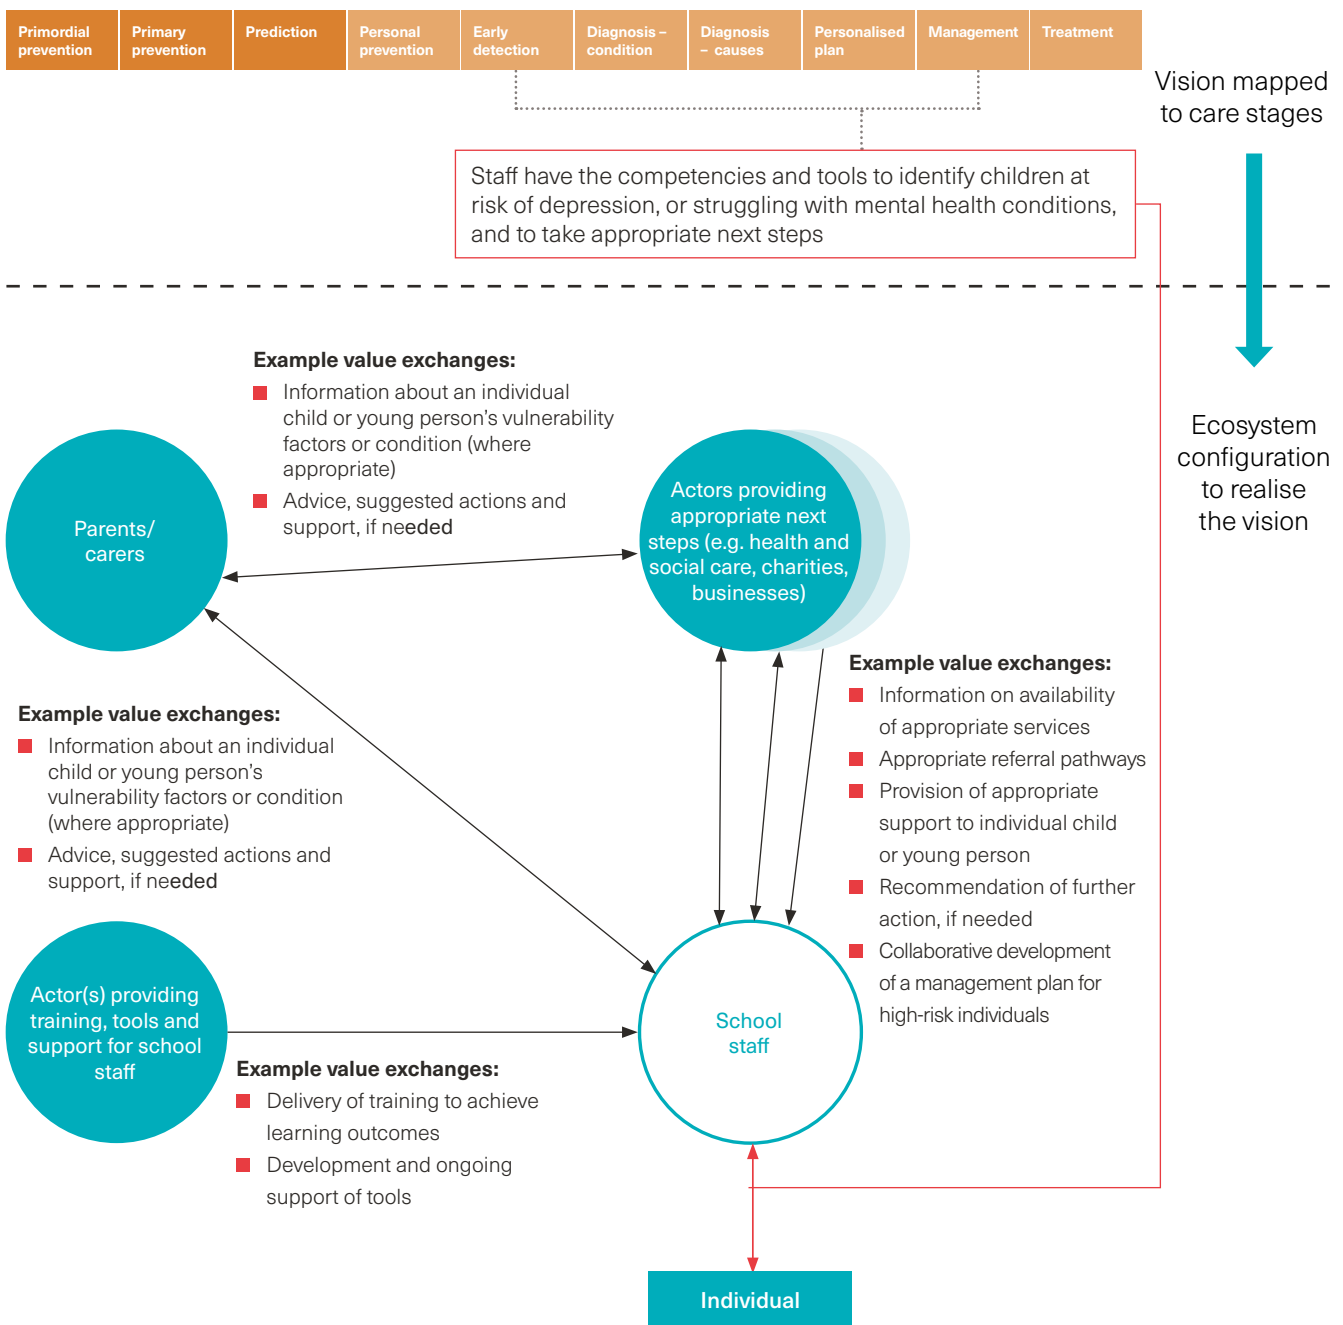 Primordial
prevention
Primary
prevention
Prediction
Personal
prevention
Early
detection
Diagnosis –
condition
Diagnosis
– causes
Personalised
plan
Management
Treatment
Vision mapped
to care stages
Staff have the competencies and tools to identify children at
risk of depression, or struggling with mental health conditions,
and to take appropriate next steps
Ecosystem
configuration
to realise
the vision
Example value exchanges:
Information about an individual
child or young person’s vulnerability
factors or condition (where
appropriate)
Advice, suggested actions and
support, if needed
Parents/
carers
Actors providing
appropriate next
steps (e.g. health and
social care, charities,
businesses)
Example value exchanges:
Information on availability
of appropriate services
Appropriate referral pathways
Provision of appropriate
support to individual child
or young person
Recommendation of further
action, if needed
Collaborative development
of a management plan for
high-risk individuals
Example value exchanges:
Information about an individual
child or young person’s
vulnerability factors or condition
(where appropriate)
Advice, suggested actions and
support, if needed
Actor(s) providing
training, tools and
support for school
staff
School
staff
Example value exchanges:
Delivery of training to achieve
learning outcomes
Development and ongoing
support of tools
Individual